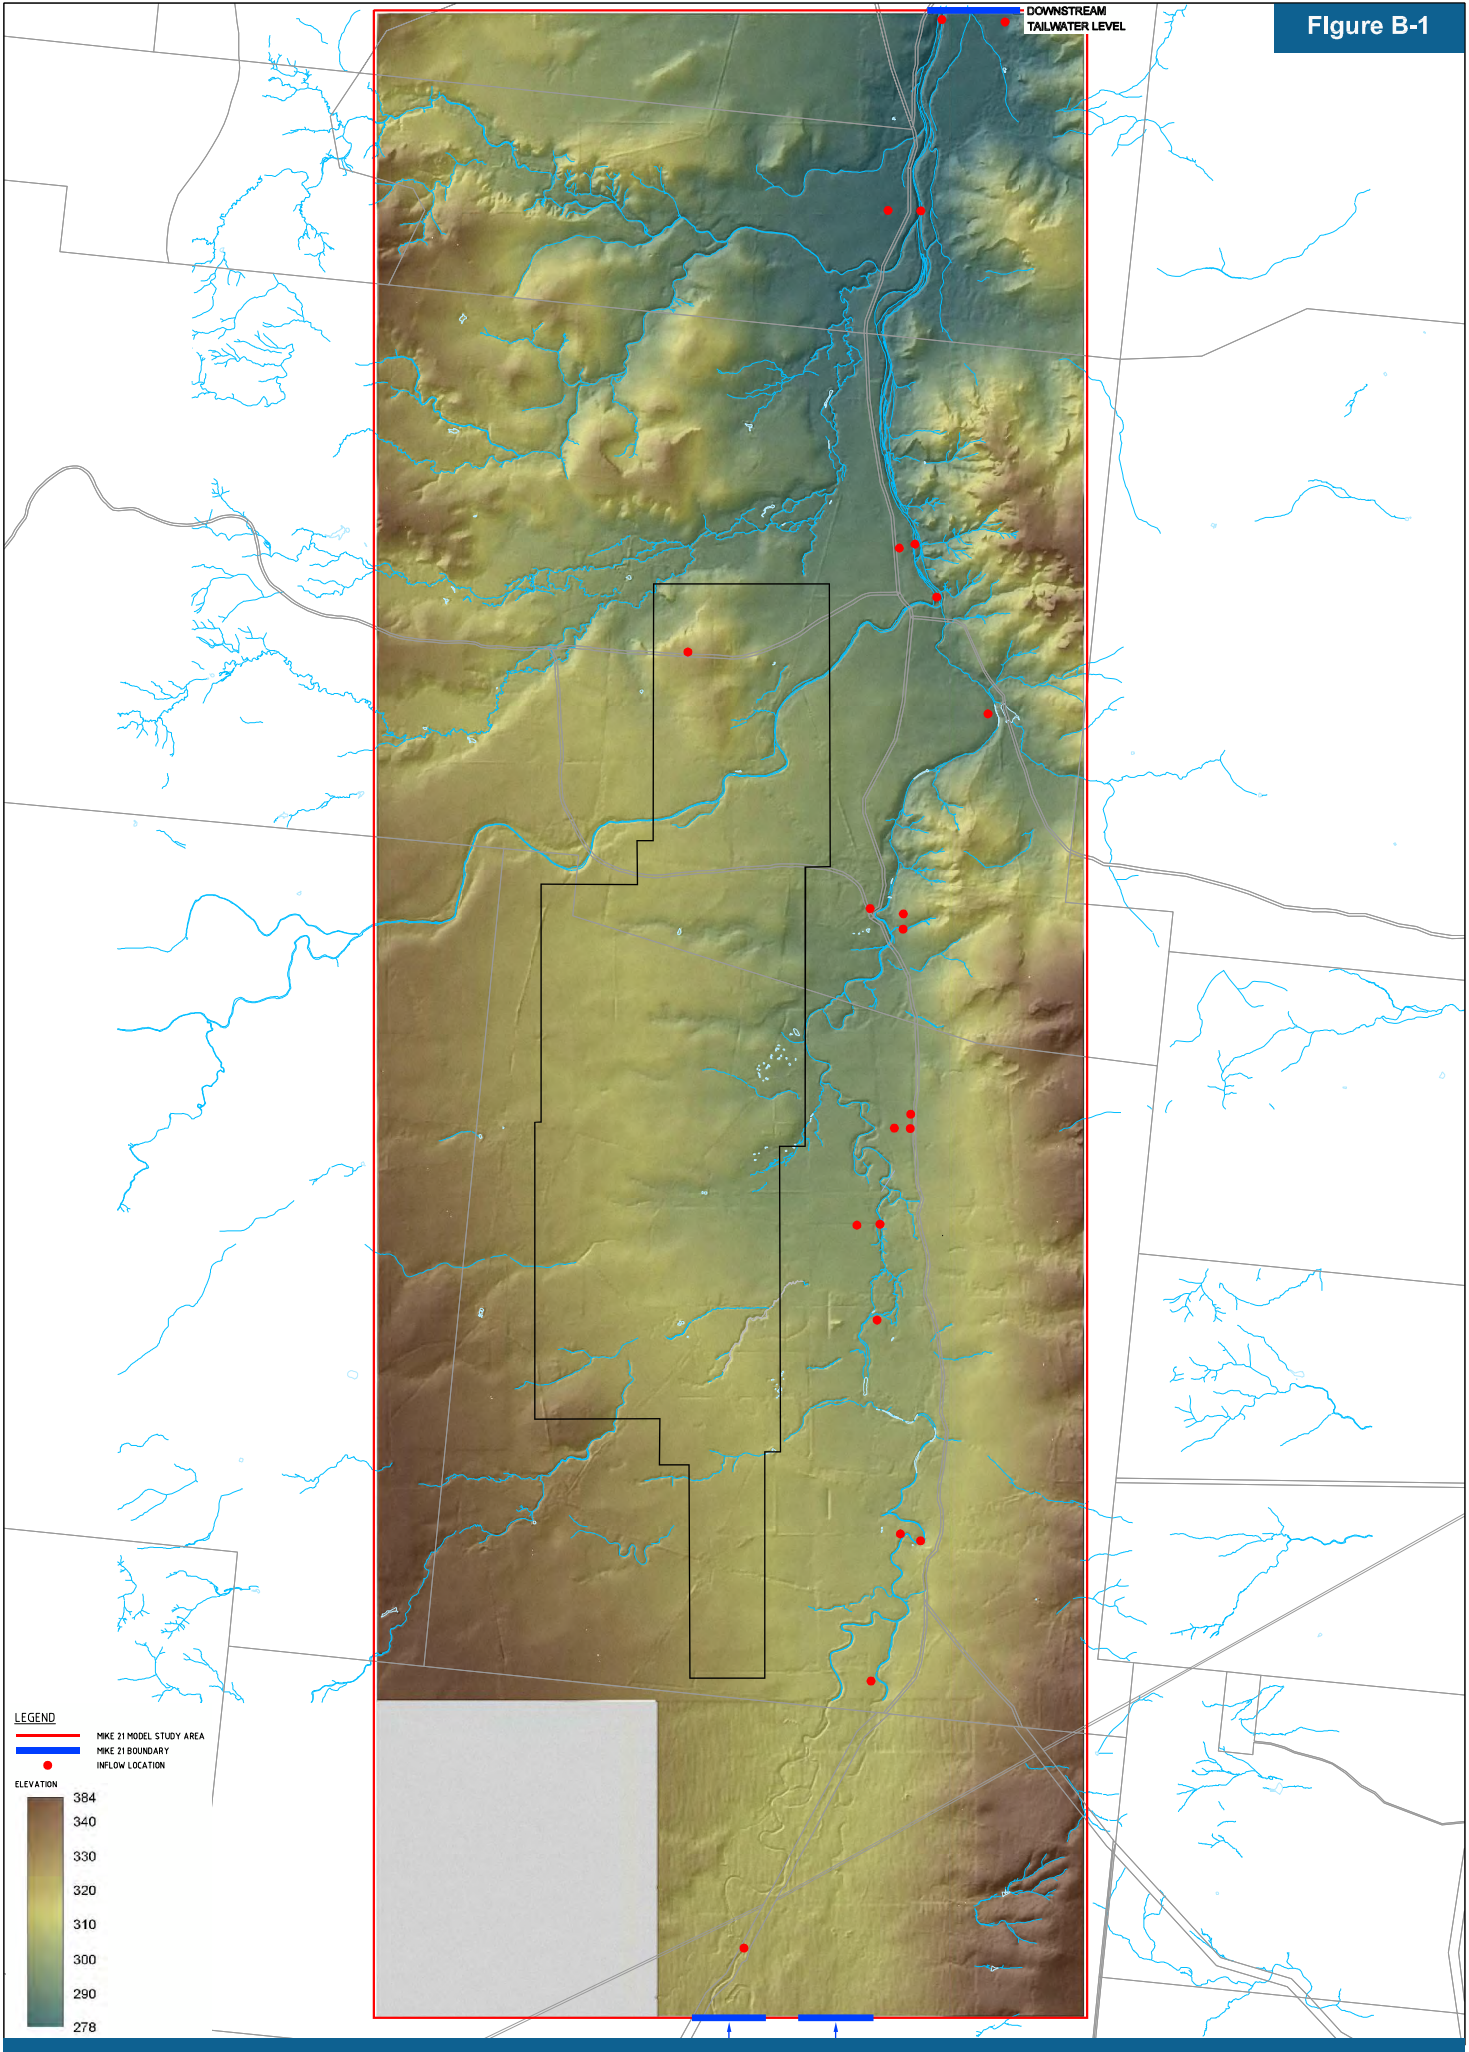 DOWNSTREAM
TAILWATER LEVEL
FIgure B-1
LEGEND
MIKE 21 MODEL STUDY AREA
MIKE 21 BOUNDARY
INFLOW LOCATION
ELEVATION
384
340
330
320
310
300
290
278